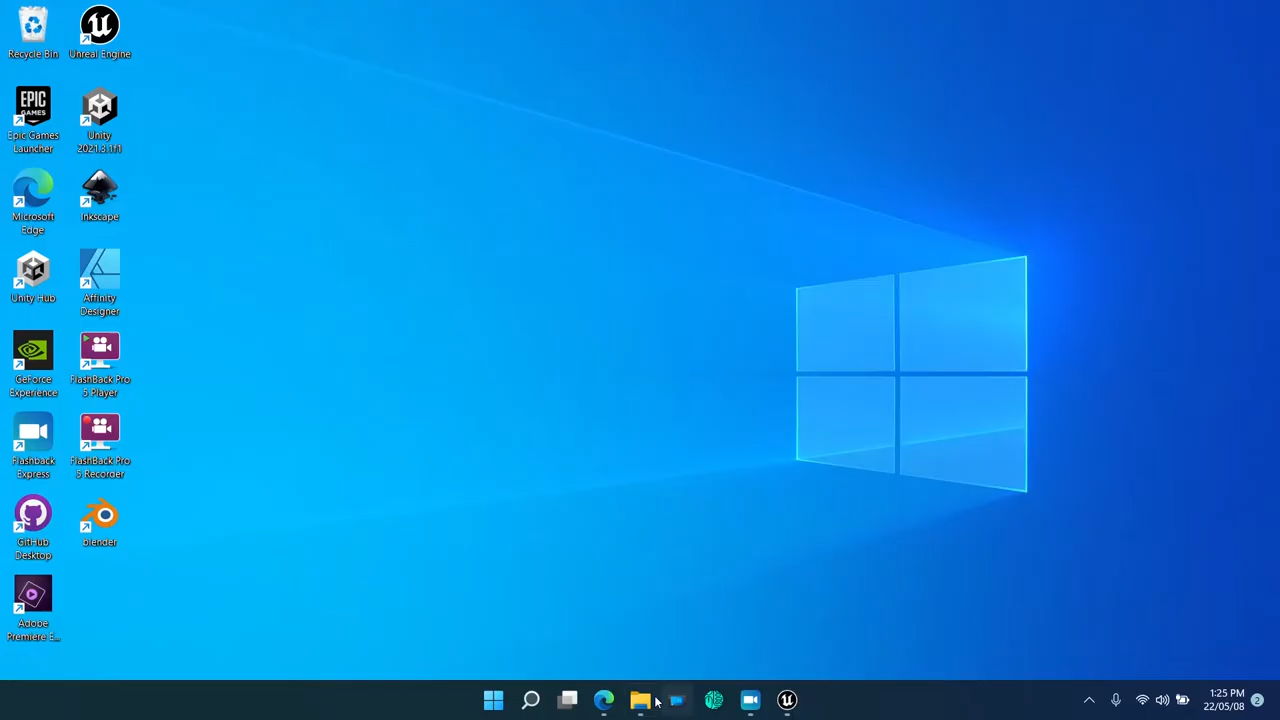 Recycle Bin
Unreal Engine
EPIC
GAMES
Epic Games
Launcher
Unity
2021.3.1f1
Microsoft
Edge
Inkscape
Unity Hub
Affinity
Designer
GeForce
Experience
FlashBack Pro
5 Player
Flashback
Express
FlashBack Pro
5 Recorder
GitHub
Desktop
blender
Adobe
Premiere E...
1:25 PM
22/05/08
2